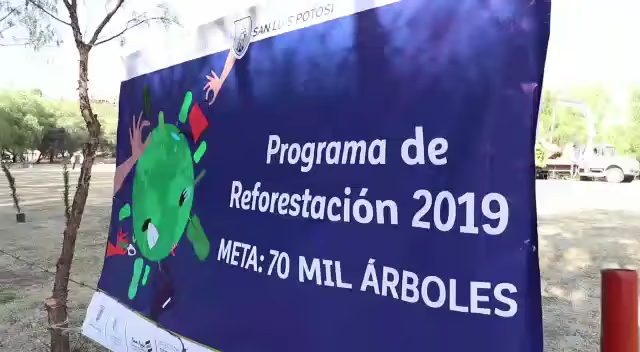 SAN LUIS POTOSÍ
Programa de
Reforestación 2019
META: 70 MIL ÁRBOLES